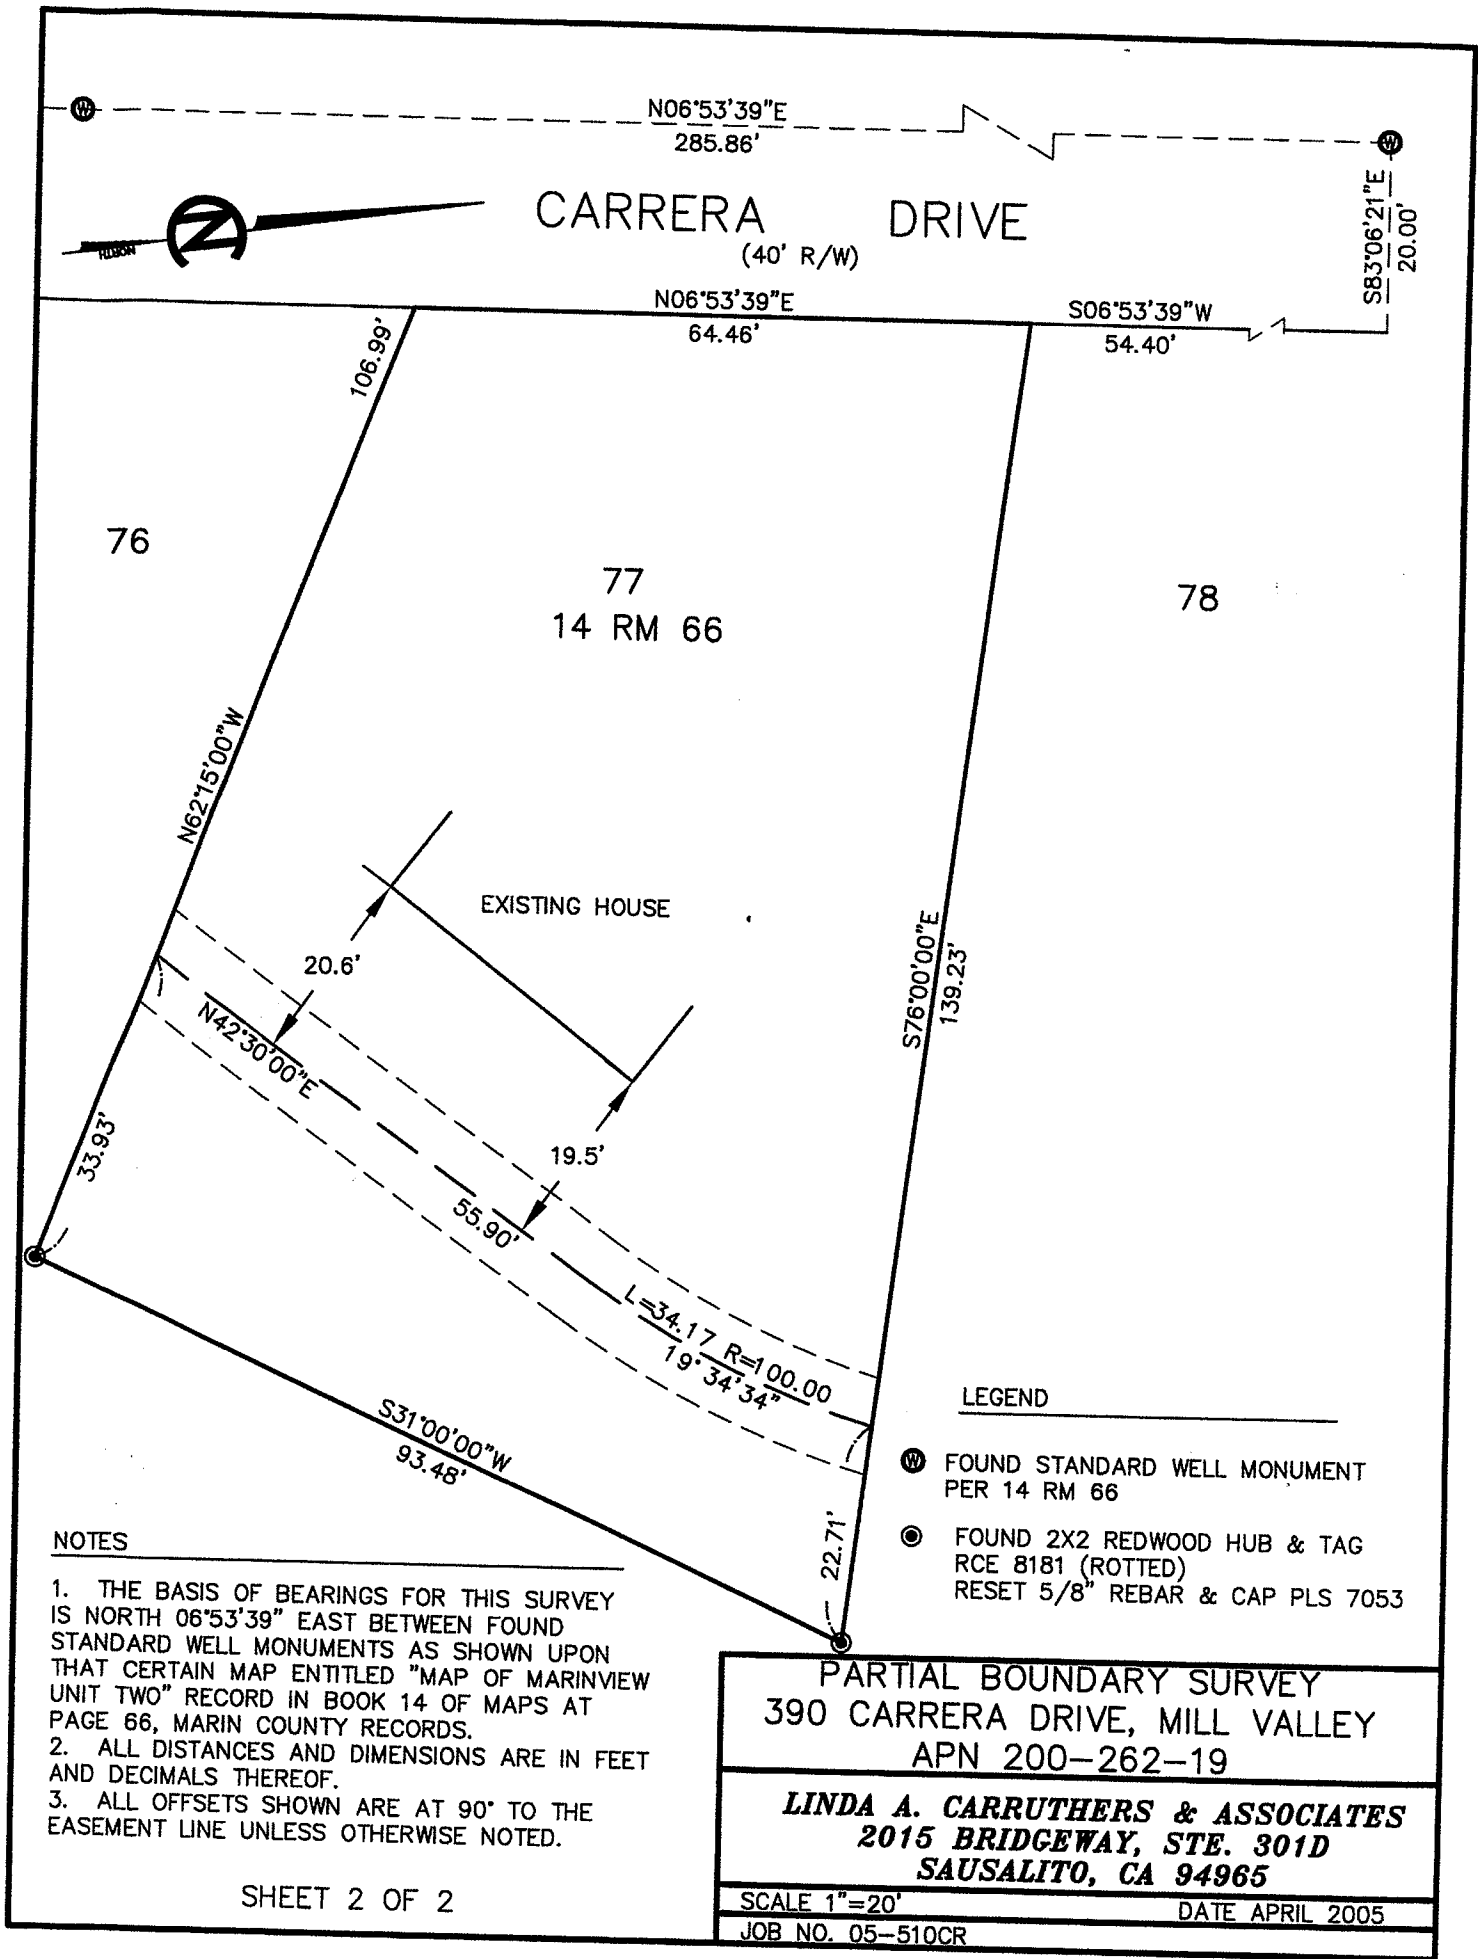 N06°53'39"E
285.86'
S83°06'21"E
20.00'
NORTH
N
CARRERA DRIVE
(40' R/W)
N06°53'39"E
64.46'
S06°53'39"W
54.40'
106.99'
76
77
14 RM 66
78
N62°15'00"W
EXISTING HOUSE
20.6'
S76°00'00"E
139.23'
N42°30'00"E
33.93'
19.5'
55.90'
L=34.17 R=100.00
19°34'34"
S31°00'00"W
93.48'
22.71'
LEGEND
W FOUND STANDARD WELL MONUMENT
PER 14 RM 66
FOUND 2X2 REDWOOD HUB & TAG
RCE 8181 (ROTTED)
RESET 5/8" REBAR & CAP PLS 7053
NOTES
1. THE BASIS OF BEARINGS FOR THIS SURVEY
IS NORTH 06°53'39" EAST BETWEEN FOUND
STANDARD WELL MONUMENTS AS SHOWN UPON
THAT CERTAIN MAP ENTITLED "MAP OF MARINVIEW
UNIT TWO" RECORD IN BOOK 14 OF MAPS AT
PAGE 66, MARIN COUNTY RECORDS.
2. ALL DISTANCES AND DIMENSIONS ARE IN FEET
AND DECIMALS THEREOF.
3. ALL OFFSETS SHOWN ARE AT 90° TO THE
EASEMENT LINE UNLESS OTHERWISE NOTED.
SHEET 2 OF 2
PARTIAL BOUNDARY SURVEY
390 CARRERA DRIVE, MILL VALLEY
APN 200-262-19
LINDA A. CARRUTHERS & ASSOCIATES
2015 BRIDGEWAY, STE. 301D
SAUSALITO, CA 94965
SCALE 1"=20'
DATE APRIL 2005
JOB NO. 05-510CR